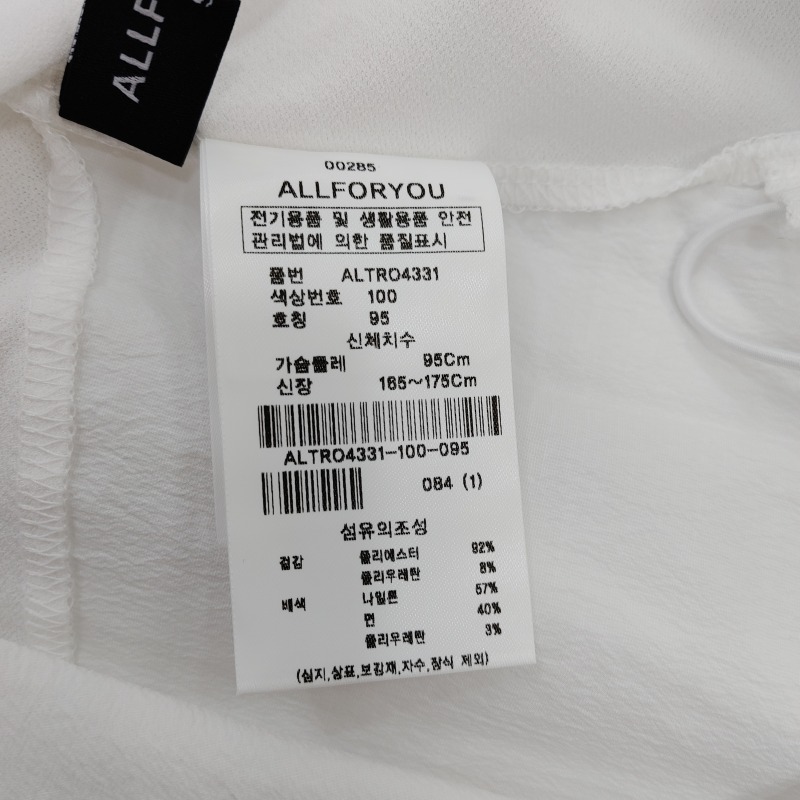 ALLF
00285
ALLFORYOU
전기용품 및 생활용품 안전
관리법에 의한 품질표시
품번 ALTRO4331
색상번호 100
호칭 95
신체치수
가슴둘레 95Cm
신장 165~175Cm
ALTRO4331-100-095
084 (1)
섬유의조성
겉감 폴리에스터 92%
폴리우레탄 8%
배색 나일론 57%
면 40%
폴리우레탄 3%
(심지,상표,보강재,자수,장식 제외)